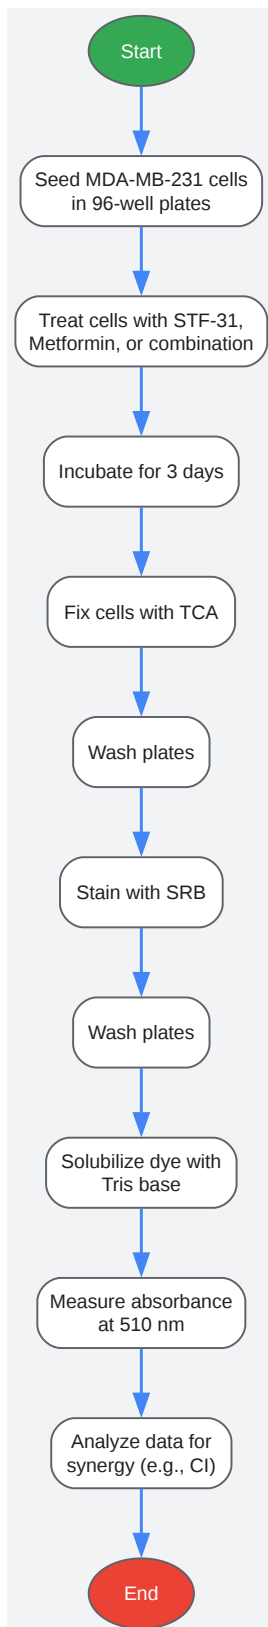 Start
Seed MDA-MB-231 cells
in 96-well plates
Treat cells with STF-31,
Metformin, or combination
Incubate for 3 days
Fix cells with TCA
Wash plates
Stain with SRB
Wash plates
Solubilize dye with
Tris base
Measure absorbance
at 510 nm
Analyze data for
synergy (e.g., CI)
End